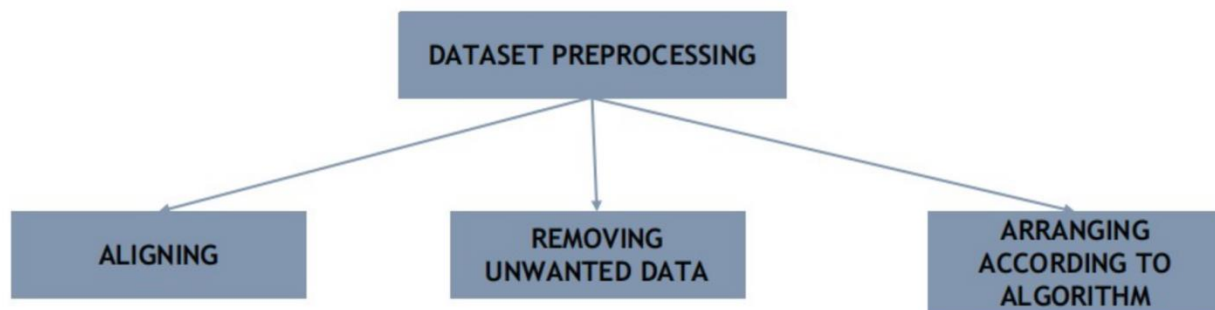 DATASET PREPROCESSING
ALIGNING
REMOVING
UNWANTED DATA
ARRANGING
ACCORDING TO
ALGORITHM